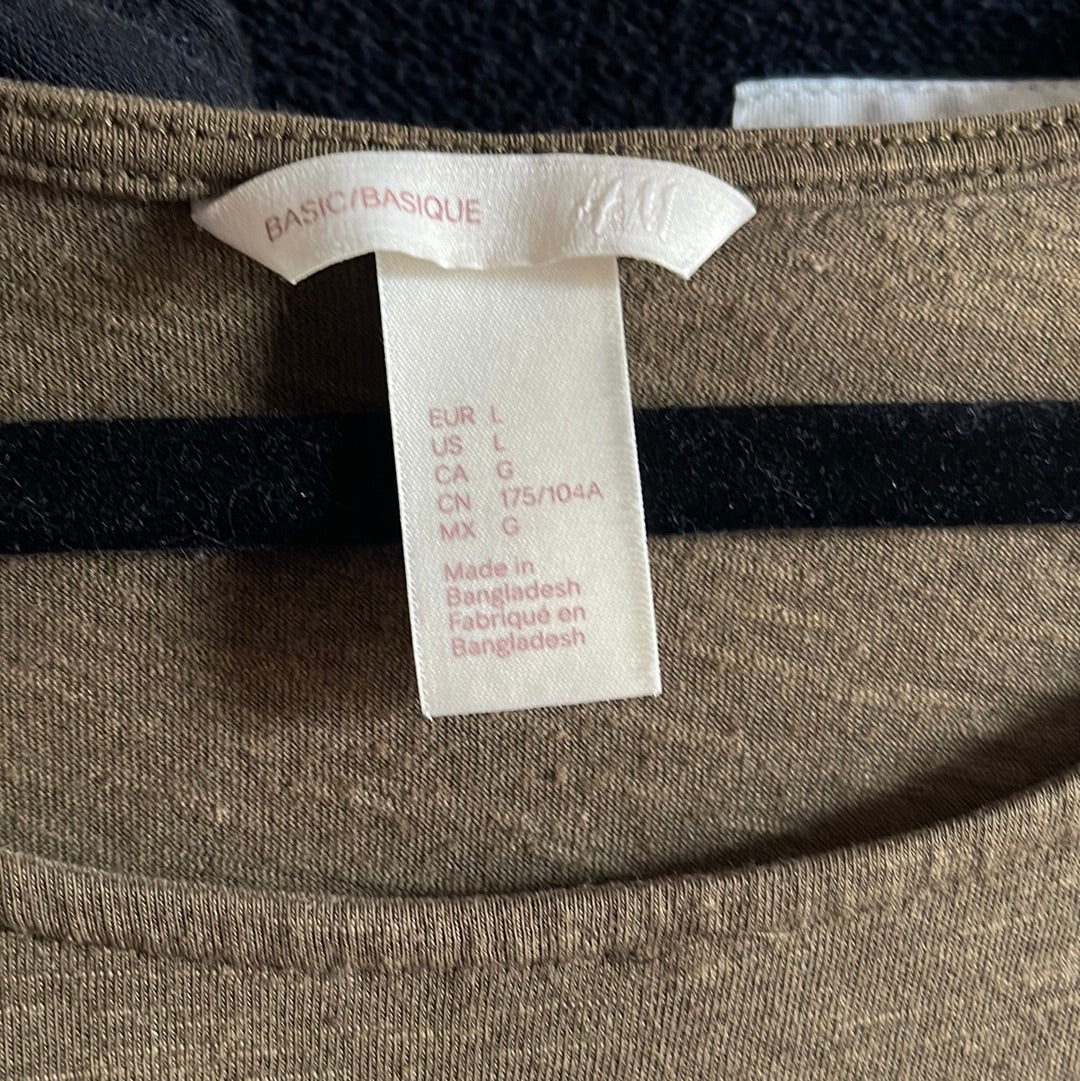 BASIC/BASIQUE H&M
EUR L
US L
CA G
CN 175/104A
MX G
Made in
Bangladesh
Fabriqué en
Bangladesh